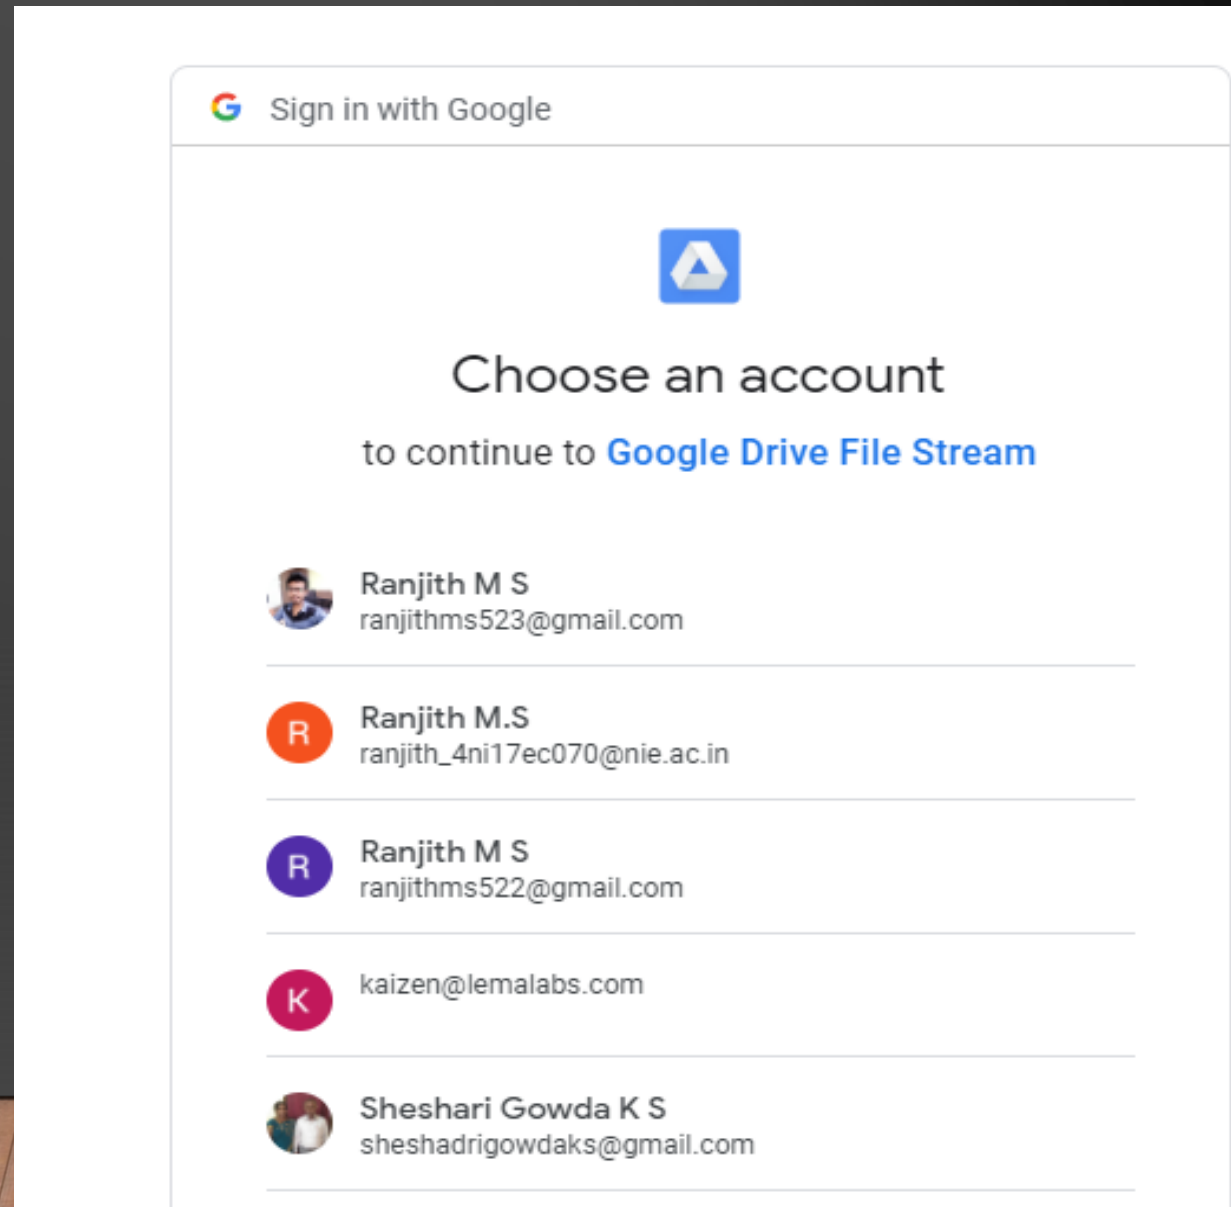 Sign in with Google
Choose an account
to continue to Google Drive File Stream
Ranjith M S
ranjithms523@gmail.com
R
Ranjith M.S
ranjith_4ni17ec070@nie.ac.in
R
Ranjith M S
ranjithms522@gmail.com
K
kaizen@lemalabs.com
Sheshari Gowda K S
sheshadrigowdaks@gmail.com